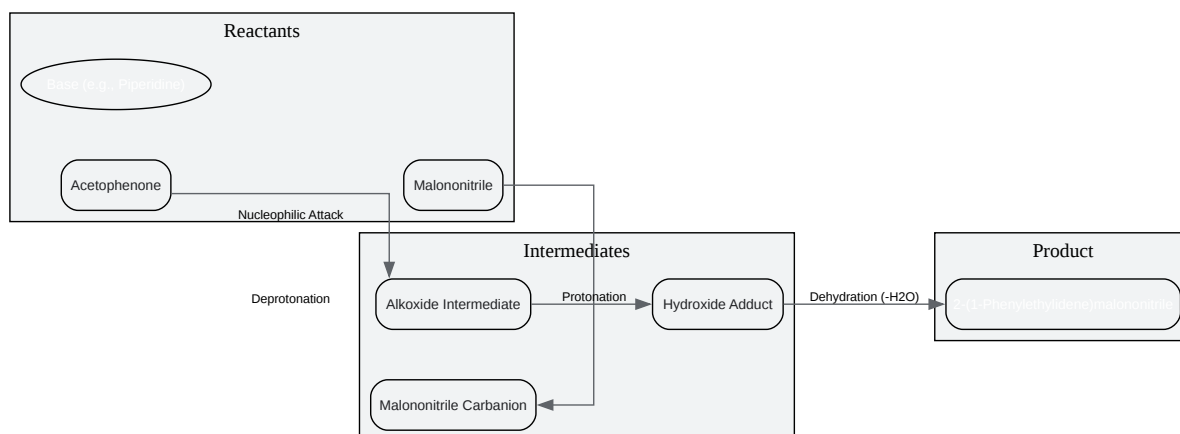 Reactants
Base (e.g., Piperidine)
Acetophenone
Malononitrile
Nucleophilic Attack
Intermediates
Product
Deprotonation
Alkoxide Intermediate
Protonation
Hydroxide Adduct
Dehydration (-H2O)
2-(1-Phenylethylidene)malononitrile
Malononitrile Carbanion